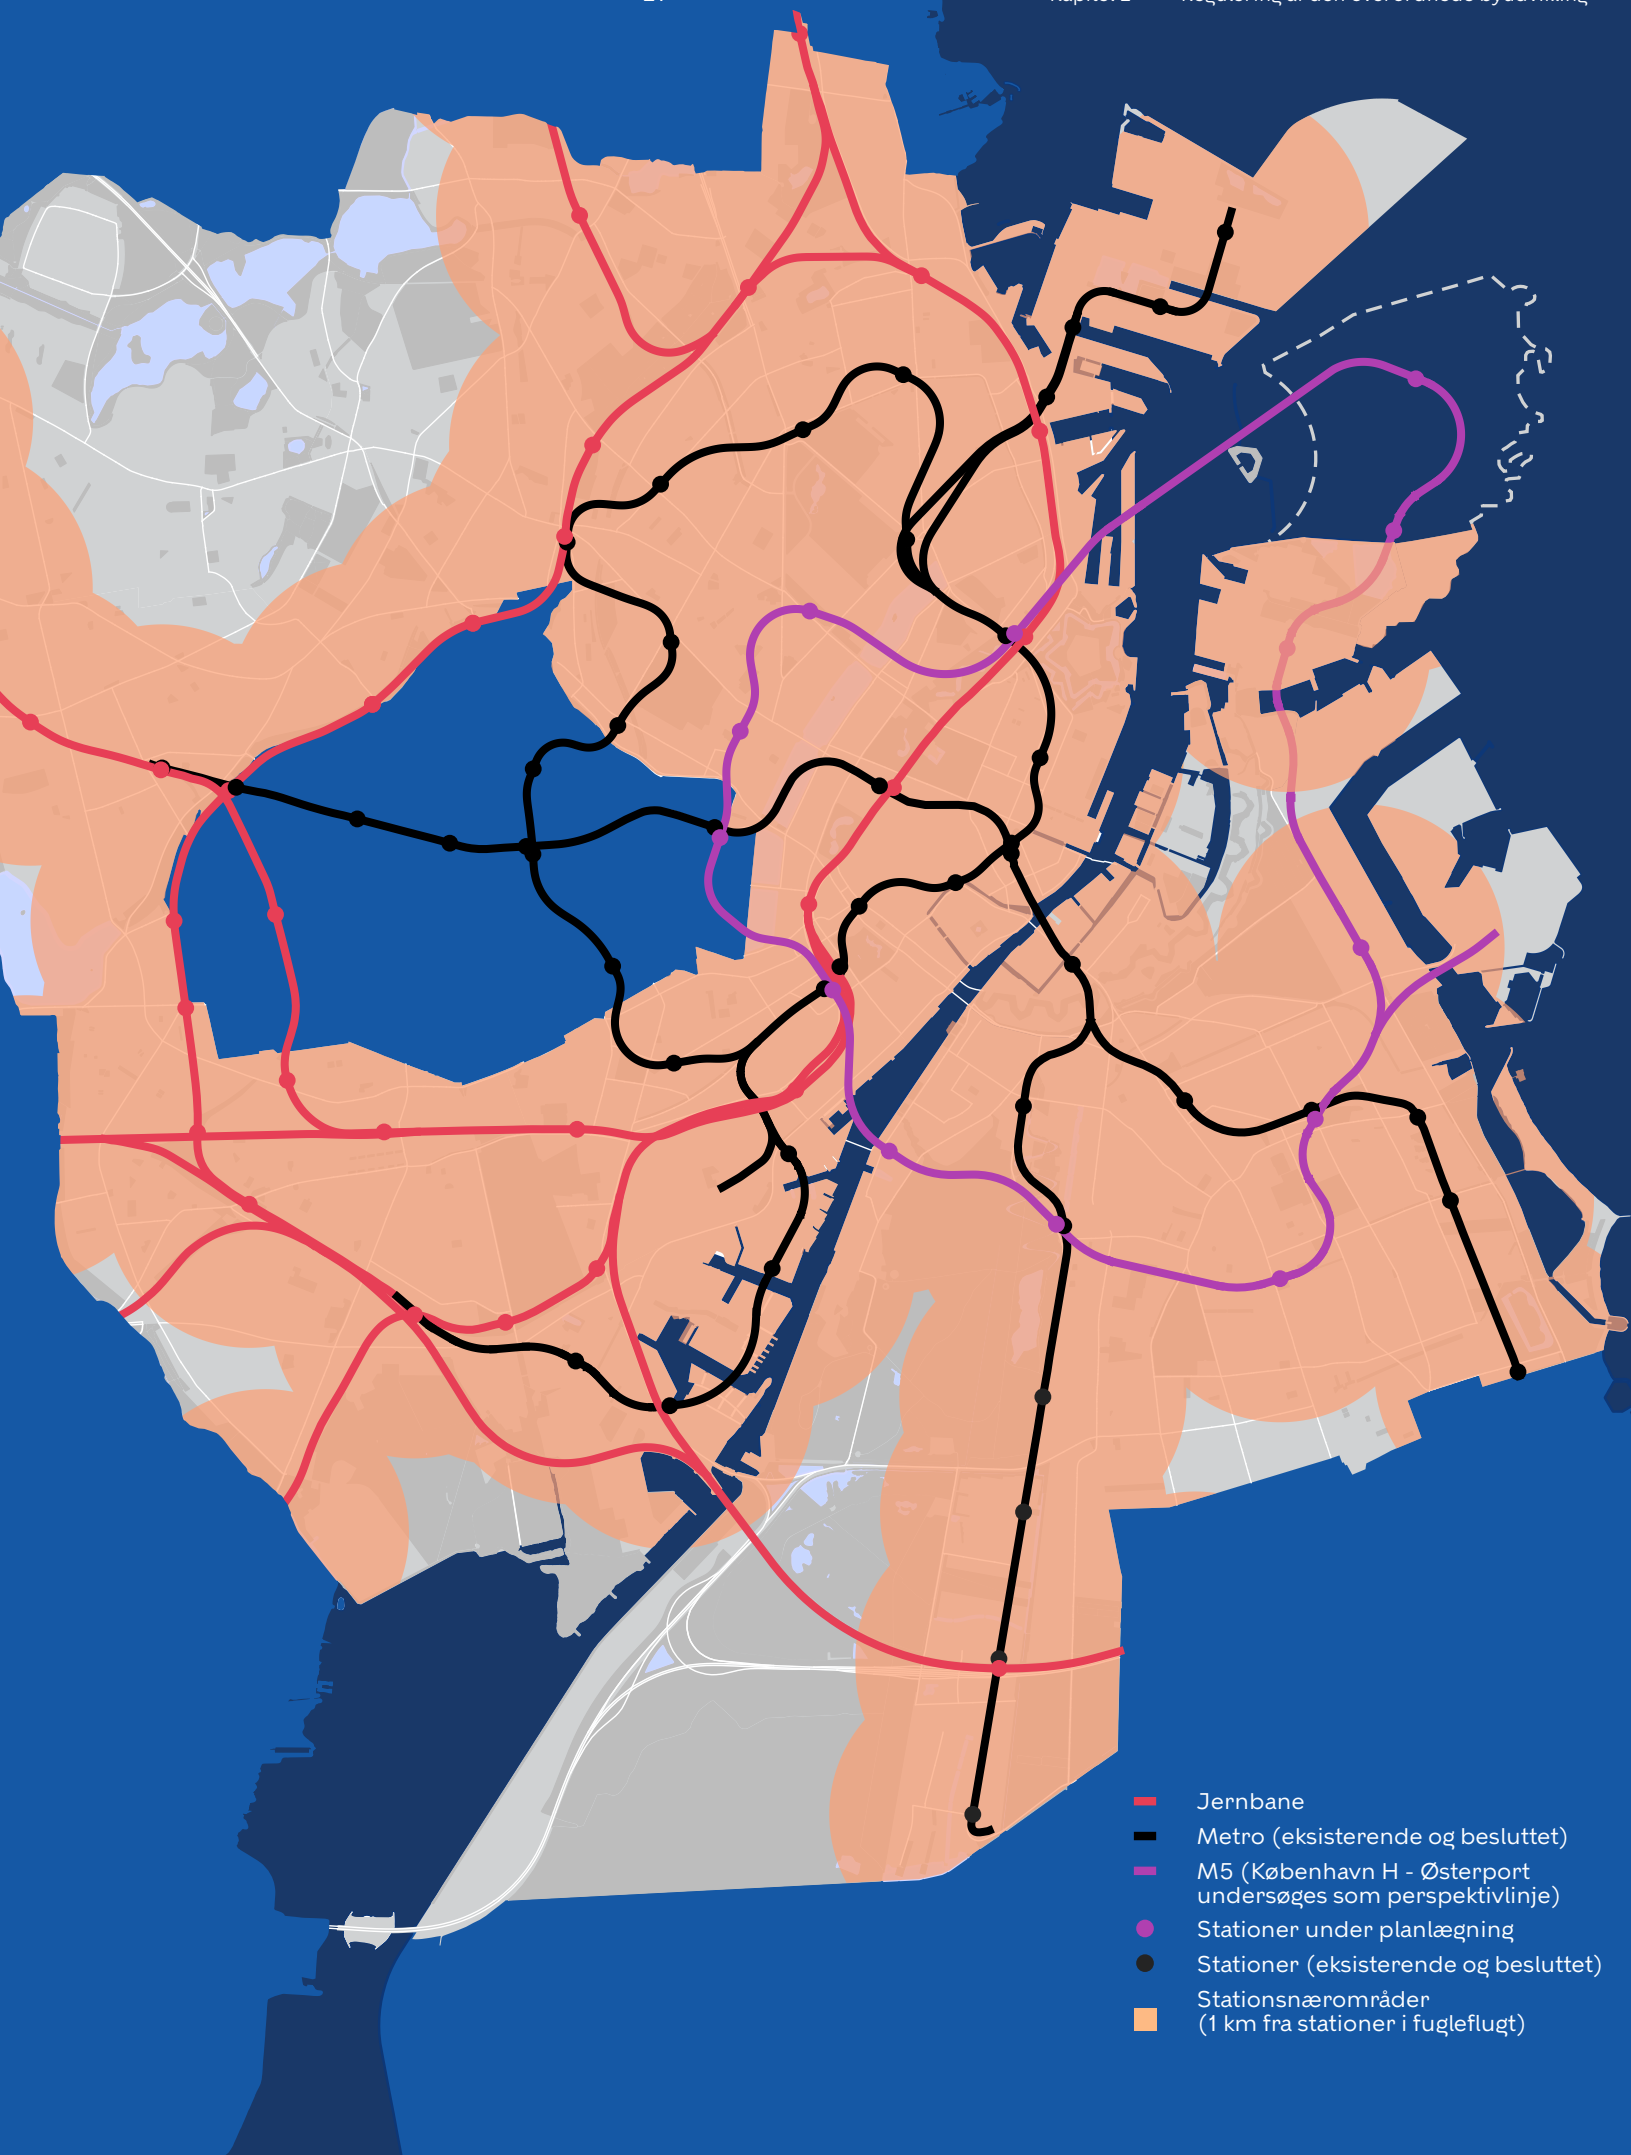 Jernbane
Metro (eksisterende og besluttet)
M5 (København H - Østerport
undersøges som perspektivlinje)
Stationer under planlægning
Stationer (eksisterende og besluttet)
Stationsnærområder
(1 km fra stationer i fugleflugt)